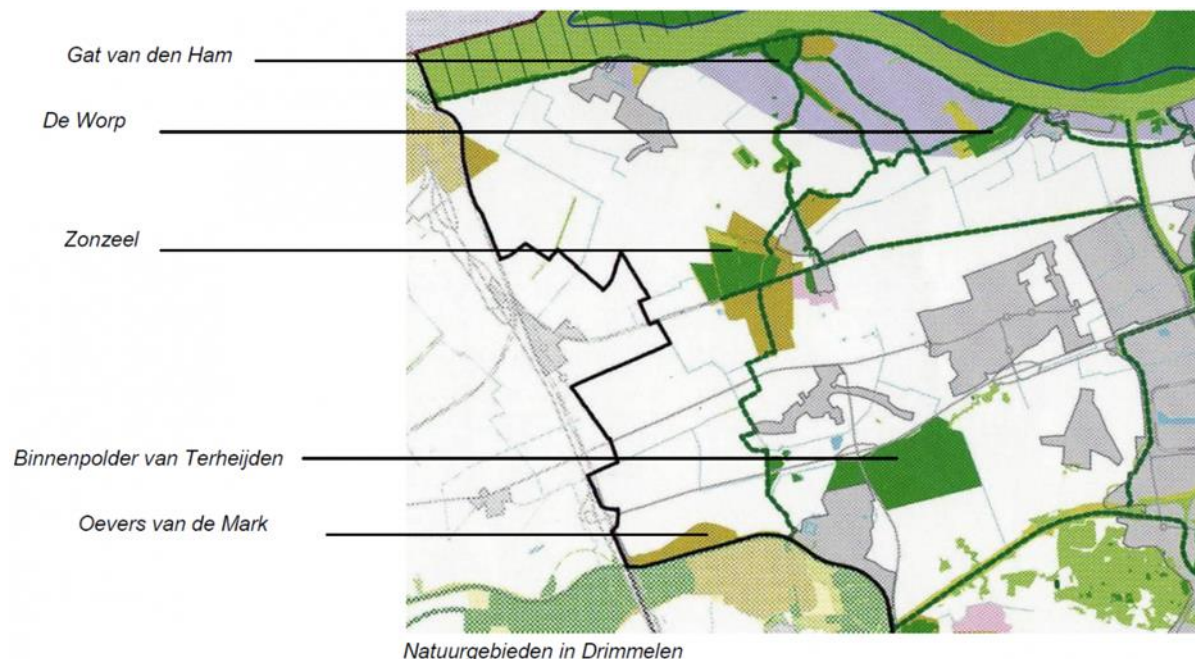 Gat van den Ham
De Worp
Zonzeel
Binnenpolder van Terheijden
Oevers van de Mark
Natuurgebieden in Drimmelen